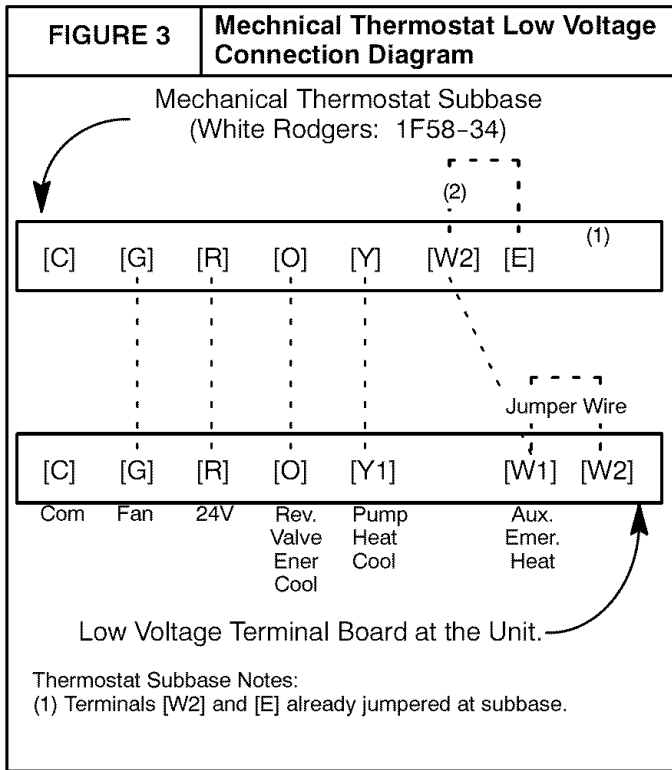 FIGURE 3
Mechnical Thermostat Low Voltage
Connection Diagram
Mechanical Thermostat Subbase
(White Rodgers: 1F58-34)
(2)
(1)
[C] [G] [R] [O] [Y] [W2] [E]
Jumper Wire
[C] [G] [R] [O] [Y1] [W1] [W2]
Com Fan 24V Rev. Pump Aux.
Valve Heat Emer.
Ener Cool Heat
Cool
Low Voltage Terminal Board at the Unit.
Thermostat Subbase Notes:
(1) Terminals [W2] and [E] already jumpered at subbase.